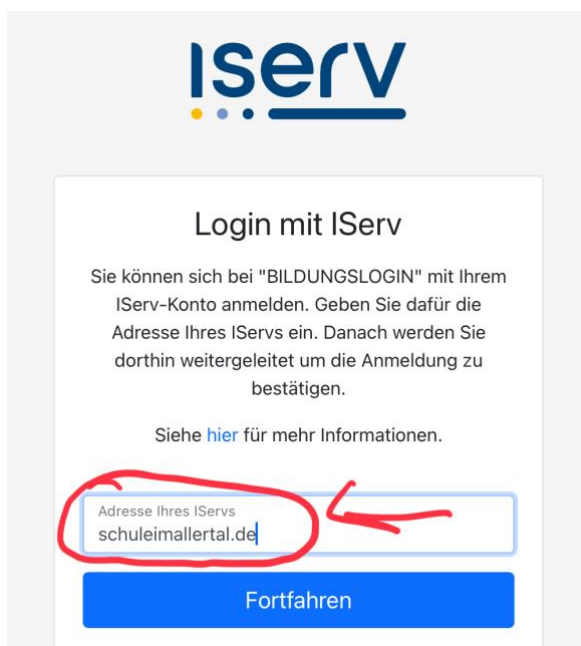 IServ
Login mit IServ
Sie können sich bei "BILDUNGSLOGIN" mit Ihrem
IServ-Konto anmelden. Geben Sie dafür die
Adresse Ihres IServs ein. Danach werden Sie
dorthin weitergeleitet um die Anmeldung zu
bestätigen.
Siehe hier für mehr Informationen.
Adresse Ihres IServs
schuleimallertal.de
Fortfahren